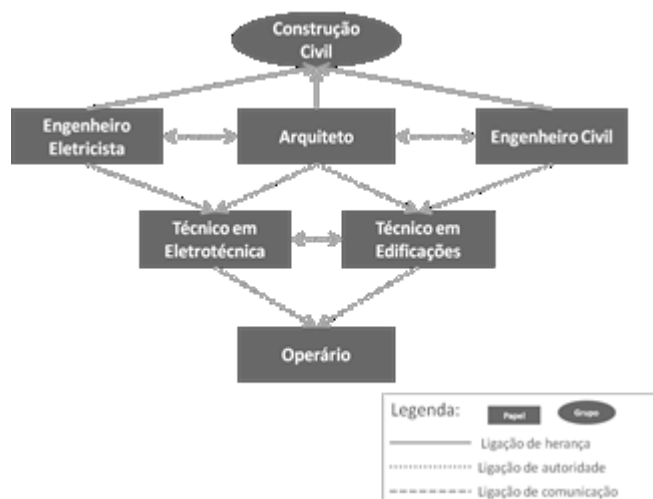 Construção
Civil
Engenheiro
Eletricista
Arquiteto
Engenheiro Civil
Técnico em
Eletrotécnica
Técnico em
Edificações
Operário
Legenda:
Papel
Grupo
Ligação de herança
Ligação de autoridade
Ligação de comunicação